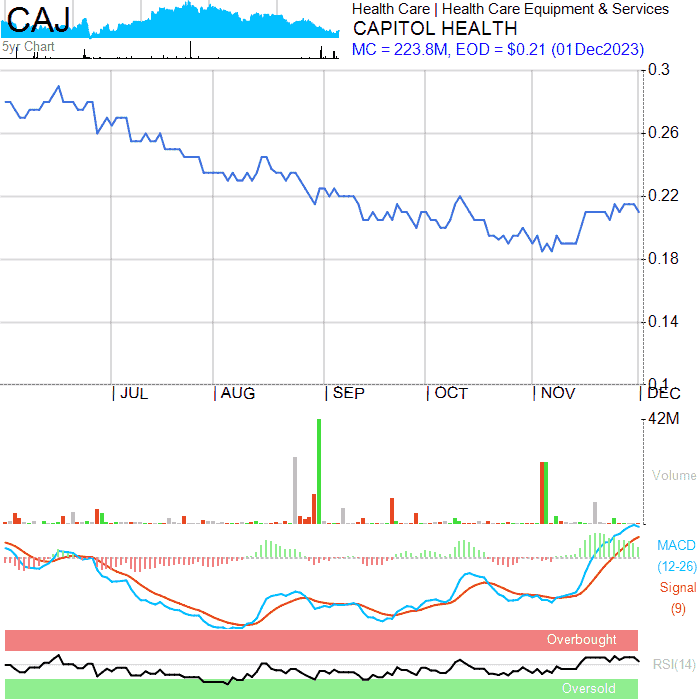 CAJ
5yr Chart
Health Care | Health Care Equipment & Services
CAPITOL HEALTH
MC = 223.8M, EOD = $0.21 (01Dec2023)
0.3
0.26
0.22
0.18
0.14
0.1
JUL AUG SEP OCT NOV DEC
42M
Volume
MACD
(12-26)
Signal
(9)
Overbought
RSI(14)
Oversold